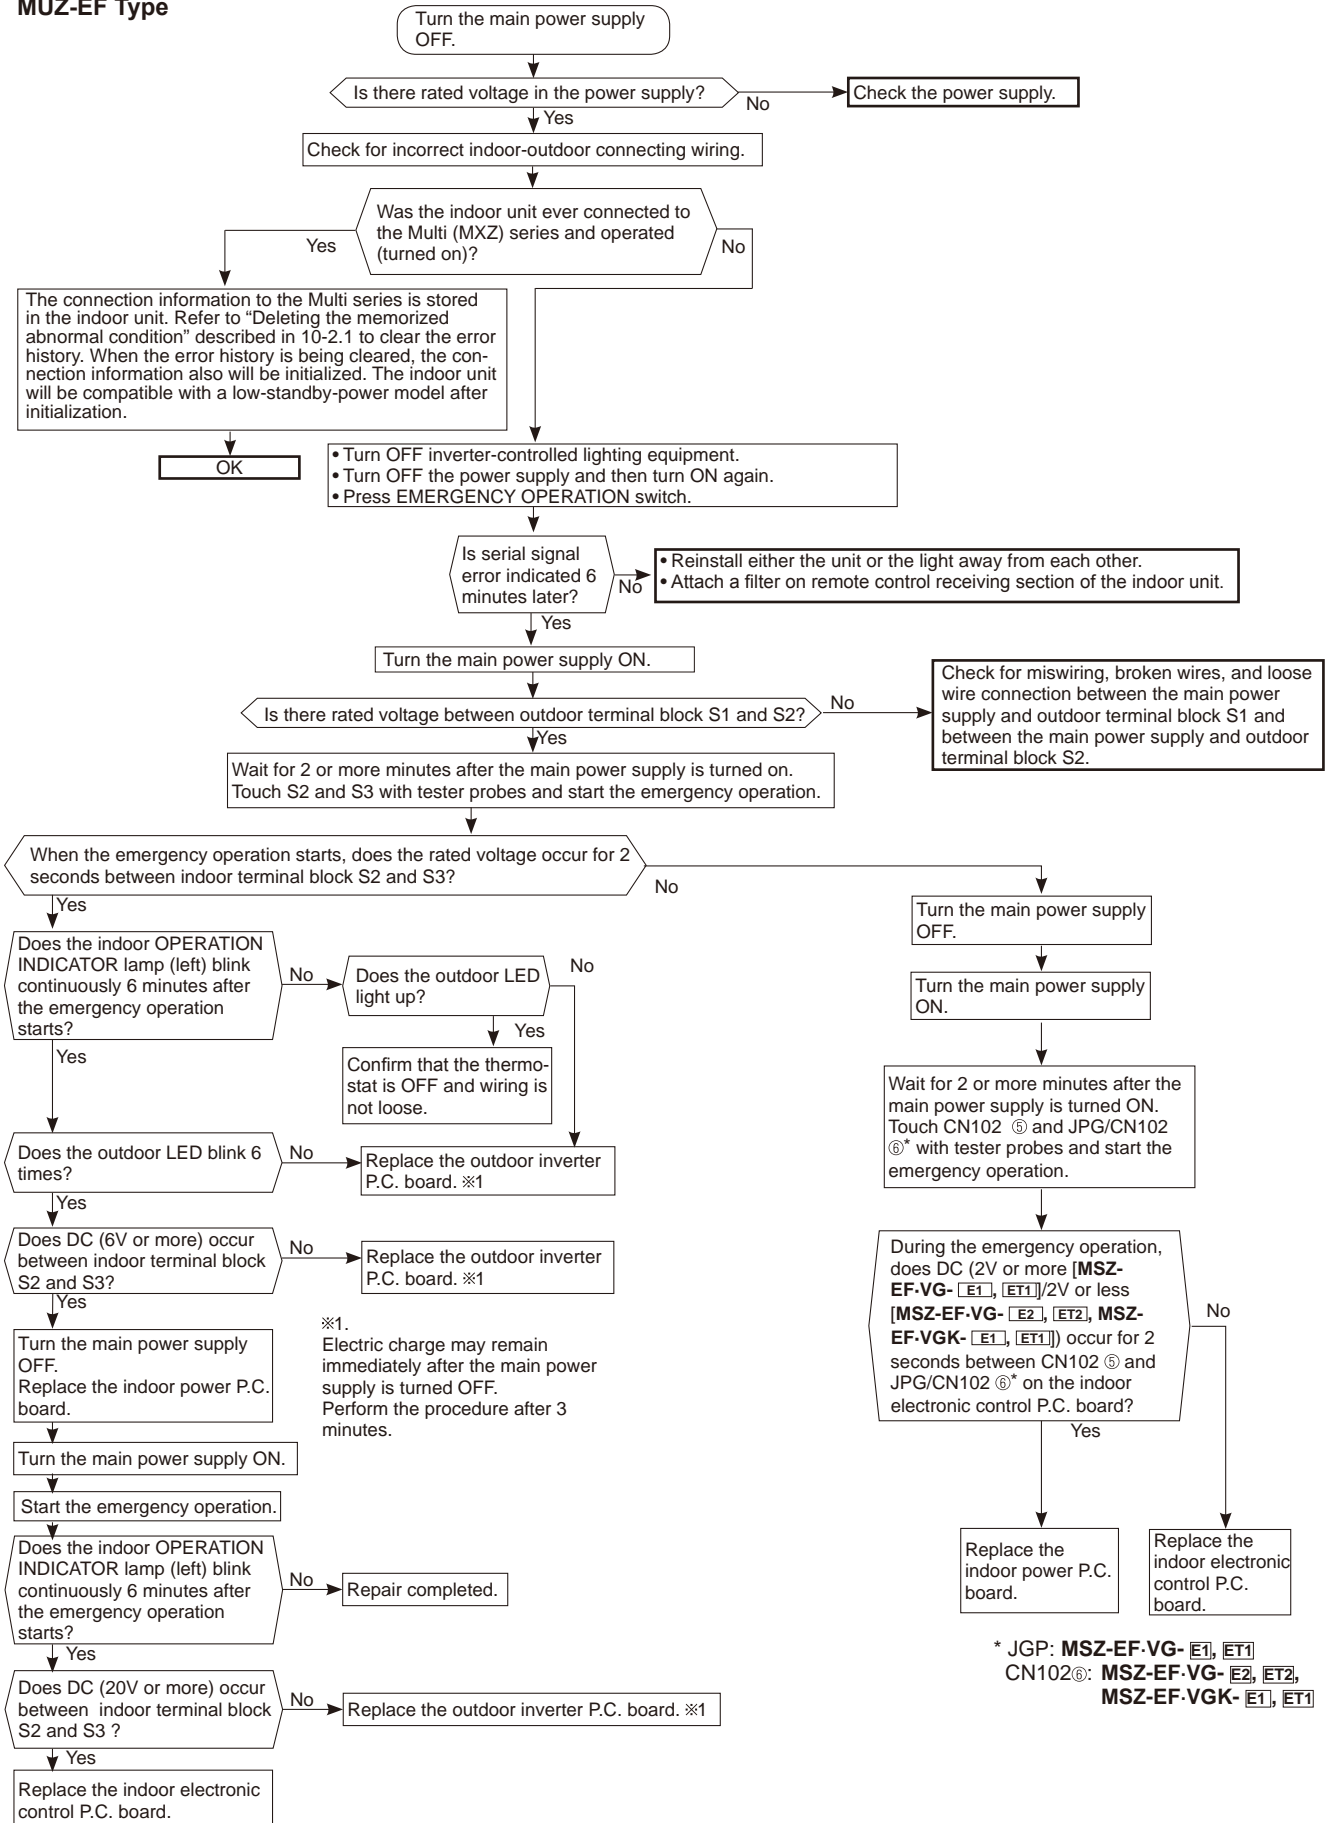 MUZ-EF Type
Turn the main power supply
OFF.
Is there rated voltage in the power supply?
No
Check the power supply.
Yes
Check for incorrect indoor-outdoor connecting wiring.
Was the indoor unit ever connected to
the Multi (MXZ) series and operated
(turned on)?
Yes
No
The connection information to the Multi series is stored
in the indoor unit. Refer to “Deleting the memorized
abnormal condition” described in 10-2.1 to clear the error
history. When the error history is being cleared, the con-
nection information also will be initialized. The indoor unit
will be compatible with a low-standby-power model after
initialization.
OK
• Turn OFF inverter-controlled lighting equipment.
• Turn OFF the power supply and then turn ON again.
• Press EMERGENCY OPERATION switch.
Is serial signal
error indicated 6
minutes later?
No
• Reinstall either the unit or the light away from each other.
• Attach a filter on remote control receiving section of the indoor unit.
Yes
Turn the main power supply ON.
Is there rated voltage between outdoor terminal block S1 and S2?
No
Check for miswiring, broken wires, and loose
wire connection between the main power
supply and outdoor terminal block S1 and
between the main power supply and outdoor
terminal block S2.
Yes
Wait for 2 or more minutes after the main power supply is turned on.
Touch S2 and S3 with tester probes and start the emergency operation.
When the emergency operation starts, does the rated voltage occur for 2
seconds between indoor terminal block S2 and S3?
No
Yes
Does the indoor OPERATION
INDICATOR lamp (left) blink
continuously 6 minutes after
the emergency operation
starts?
No
Does the outdoor LED
light up?
No
Yes
Confirm that the thermo-
stat is OFF and wiring is
not loose.
Yes
Does the outdoor LED blink 6
times?
No
Replace the outdoor inverter
P.C. board. ※1
Yes
Does DC (6V or more) occur
between indoor terminal block
S2 and S3?
No
Replace the outdoor inverter
P.C. board. ※1
Yes
Turn the main power supply
OFF.
Replace the indoor power P.C.
board.
※1.
Electric charge may remain
immediately after the main power
supply is turned OFF.
Perform the procedure after 3
minutes.
Turn the main power supply ON.
Start the emergency operation.
Does the indoor OPERATION
INDICATOR lamp (left) blink
continuously 6 minutes after
the emergency operation
starts?
No
Repair completed.
Yes
Does DC (20V or more) occur
between indoor terminal block
S2 and S3 ?
No
Replace the outdoor inverter P.C. board. ※1
Yes
Replace the indoor electronic
control P.C. board.
Turn the main power supply
OFF.
Turn the main power supply
ON.
Wait for 2 or more minutes after the
main power supply is turned ON.
Touch CN102 ⑤ and JPG/CN102
⑥* with tester probes and start the
emergency operation.
During the emergency operation,
does DC (2V or more [MSZ-
EF·VG- E1, ET1]/2V or less
[MSZ-EF·VG- E2, ET2, MSZ-
EF·VGK- E1, ET1]) occur for 2
seconds between CN102 ⑤ and
JPG/CN102 ⑥* on the indoor
electronic control P.C. board?
No
Yes
Replace the
indoor power P.C.
board.
Replace the
indoor electronic
control P.C.
board.
* JGP: MSZ-EF·VG- E1, ET1
CN102⑥: MSZ-EF·VG- E2, ET2,
MSZ-EF·VGK- E1, ET1